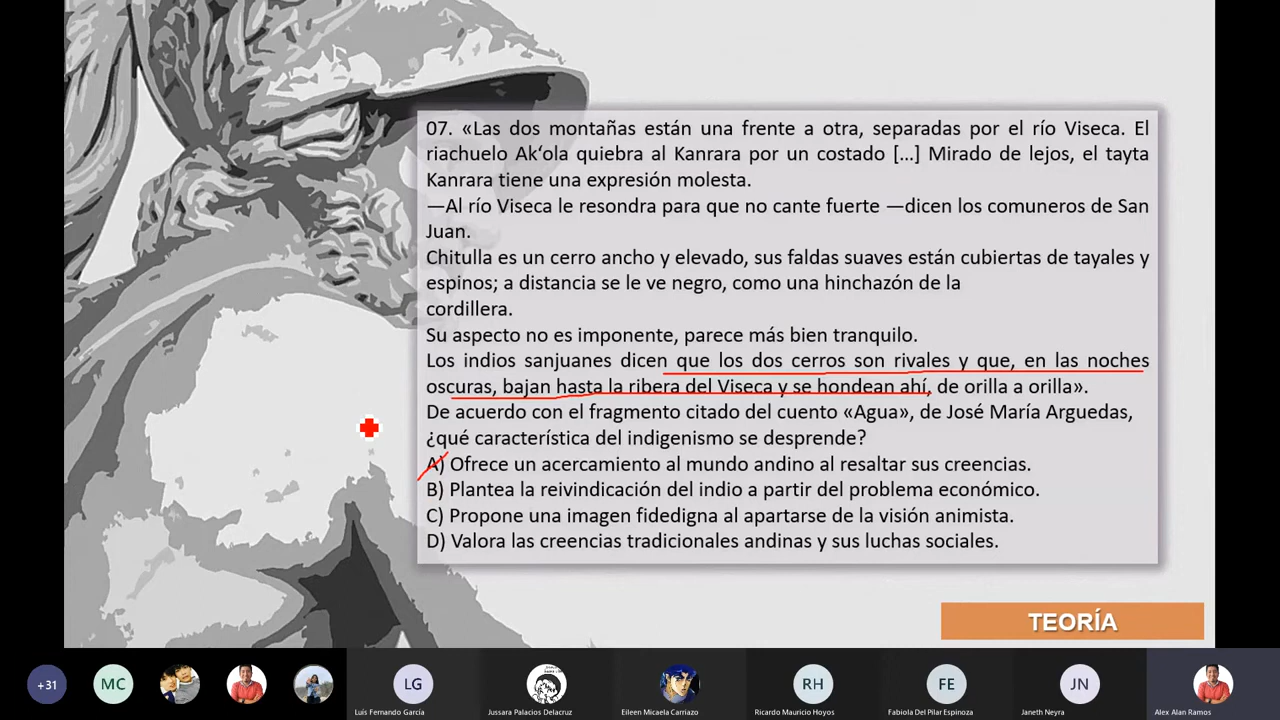 07. «Las dos montañas están una frente a otra, separadas por el río Viseca. El
riachuelo Ak‘ola quiebra al Kanrara por un costado [...] Mirado de lejos, el tayta
Kanrara tiene una expresión molesta.
—Al río Viseca le resondra para que no cante fuerte —dicen los comuneros de San
Juan.
Chitulla es un cerro ancho y elevado, sus faldas suaves están cubiertas de tayales y
espinos; a distancia se le ve negro, como una hinchazón de la
cordillera.
Su aspecto no es imponente, parece más bien tranquilo.
Los indios sanjuanes dicen que los dos cerros son rivales y que, en las noches
oscuras, bajan hasta la ribera del Viseca y se hondean ahí, de orilla a orilla».
De acuerdo con el fragmento citado del cuento «Agua», de José María Arguedas,
¿qué característica del indigenismo se desprende?
A) Ofrece un acercamiento al mundo andino al resaltar sus creencias.
B) Plantea la reivindicación del indio a partir del problema económico.
C) Propone una imagen fidedigna al apartarse de la visión animista.
D) Valora las creencias tradicionales andinas y sus luchas sociales.
TEORÍA
+31 MC LG RH FE JN
Luis Fernando García Jussara Palacios Delacruz Eileen Micaela Carriazo Ricardo Mauricio Hoyos Fabiola Del Pilar Espinoza Janeth Neyra Alex Alan Ramos